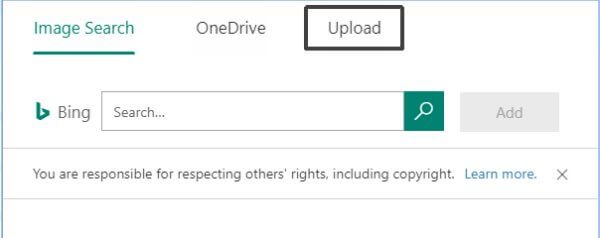 Image Search OneDrive Upload
Bing Search... Add
You are responsible for respecting others' rights, including copyright. Learn more.